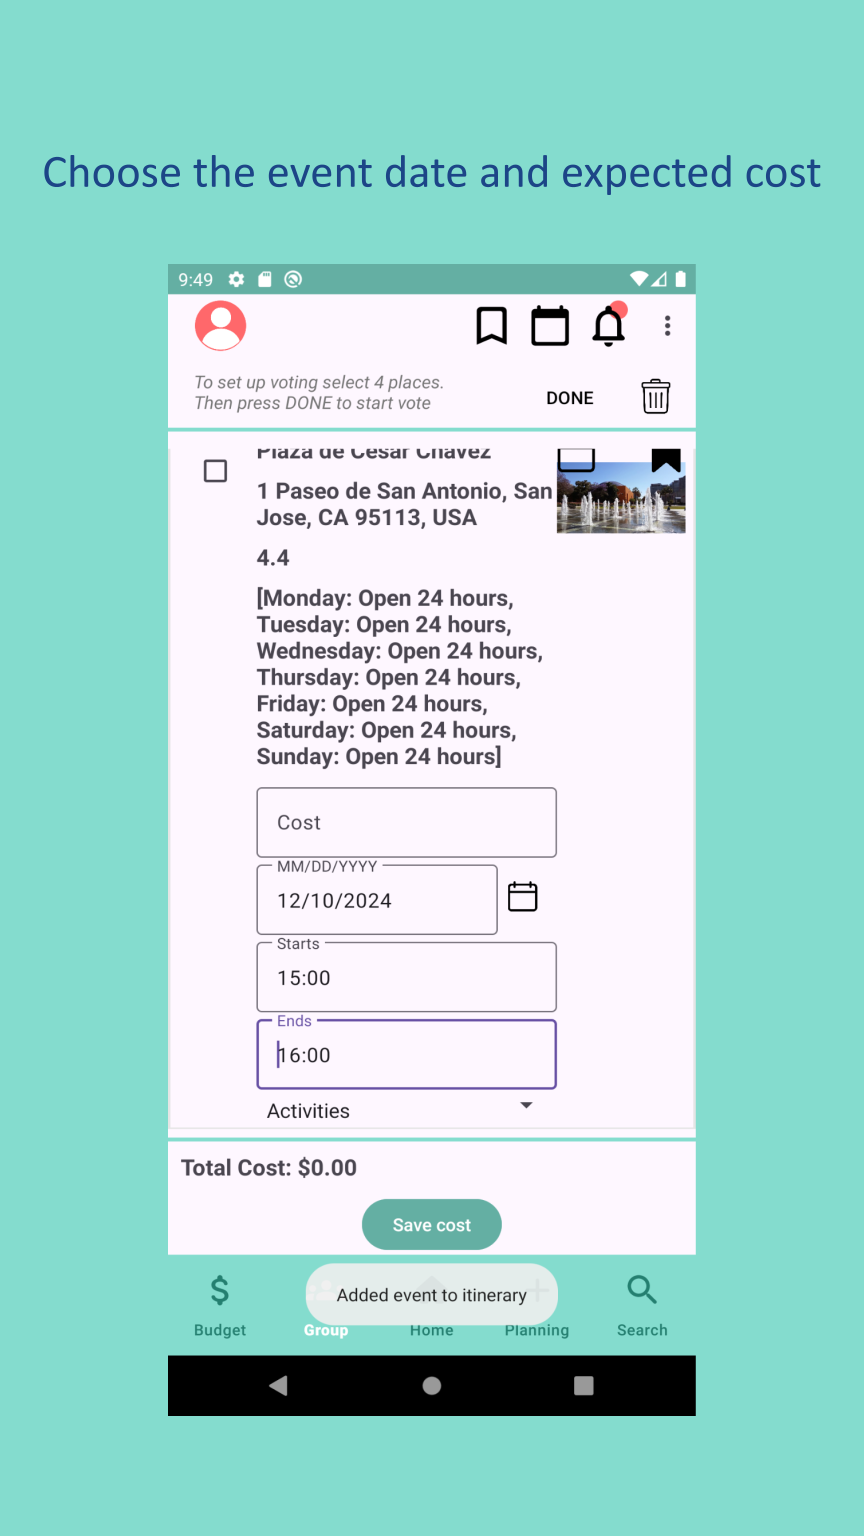 Choose the event date and expected cost
9:49
To set up voting select 4 places.
Then press DONE to start vote
DONE
Plaza de César Chávez
1 Paseo de San Antonio, San
Jose, CA 95113, USA
4.4
[Monday: Open 24 hours,
Tuesday: Open 24 hours,
Wednesday: Open 24 hours,
Thursday: Open 24 hours,
Friday: Open 24 hours,
Saturday: Open 24 hours,
Sunday: Open 24 hours]
Cost
MM/DD/YYYY
12/10/2024
Starts
15:00
Ends
16:00
Activities
Total Cost: $0.00
Save cost
Added event to itinerary
Budget
Group
Home
Planning
Search